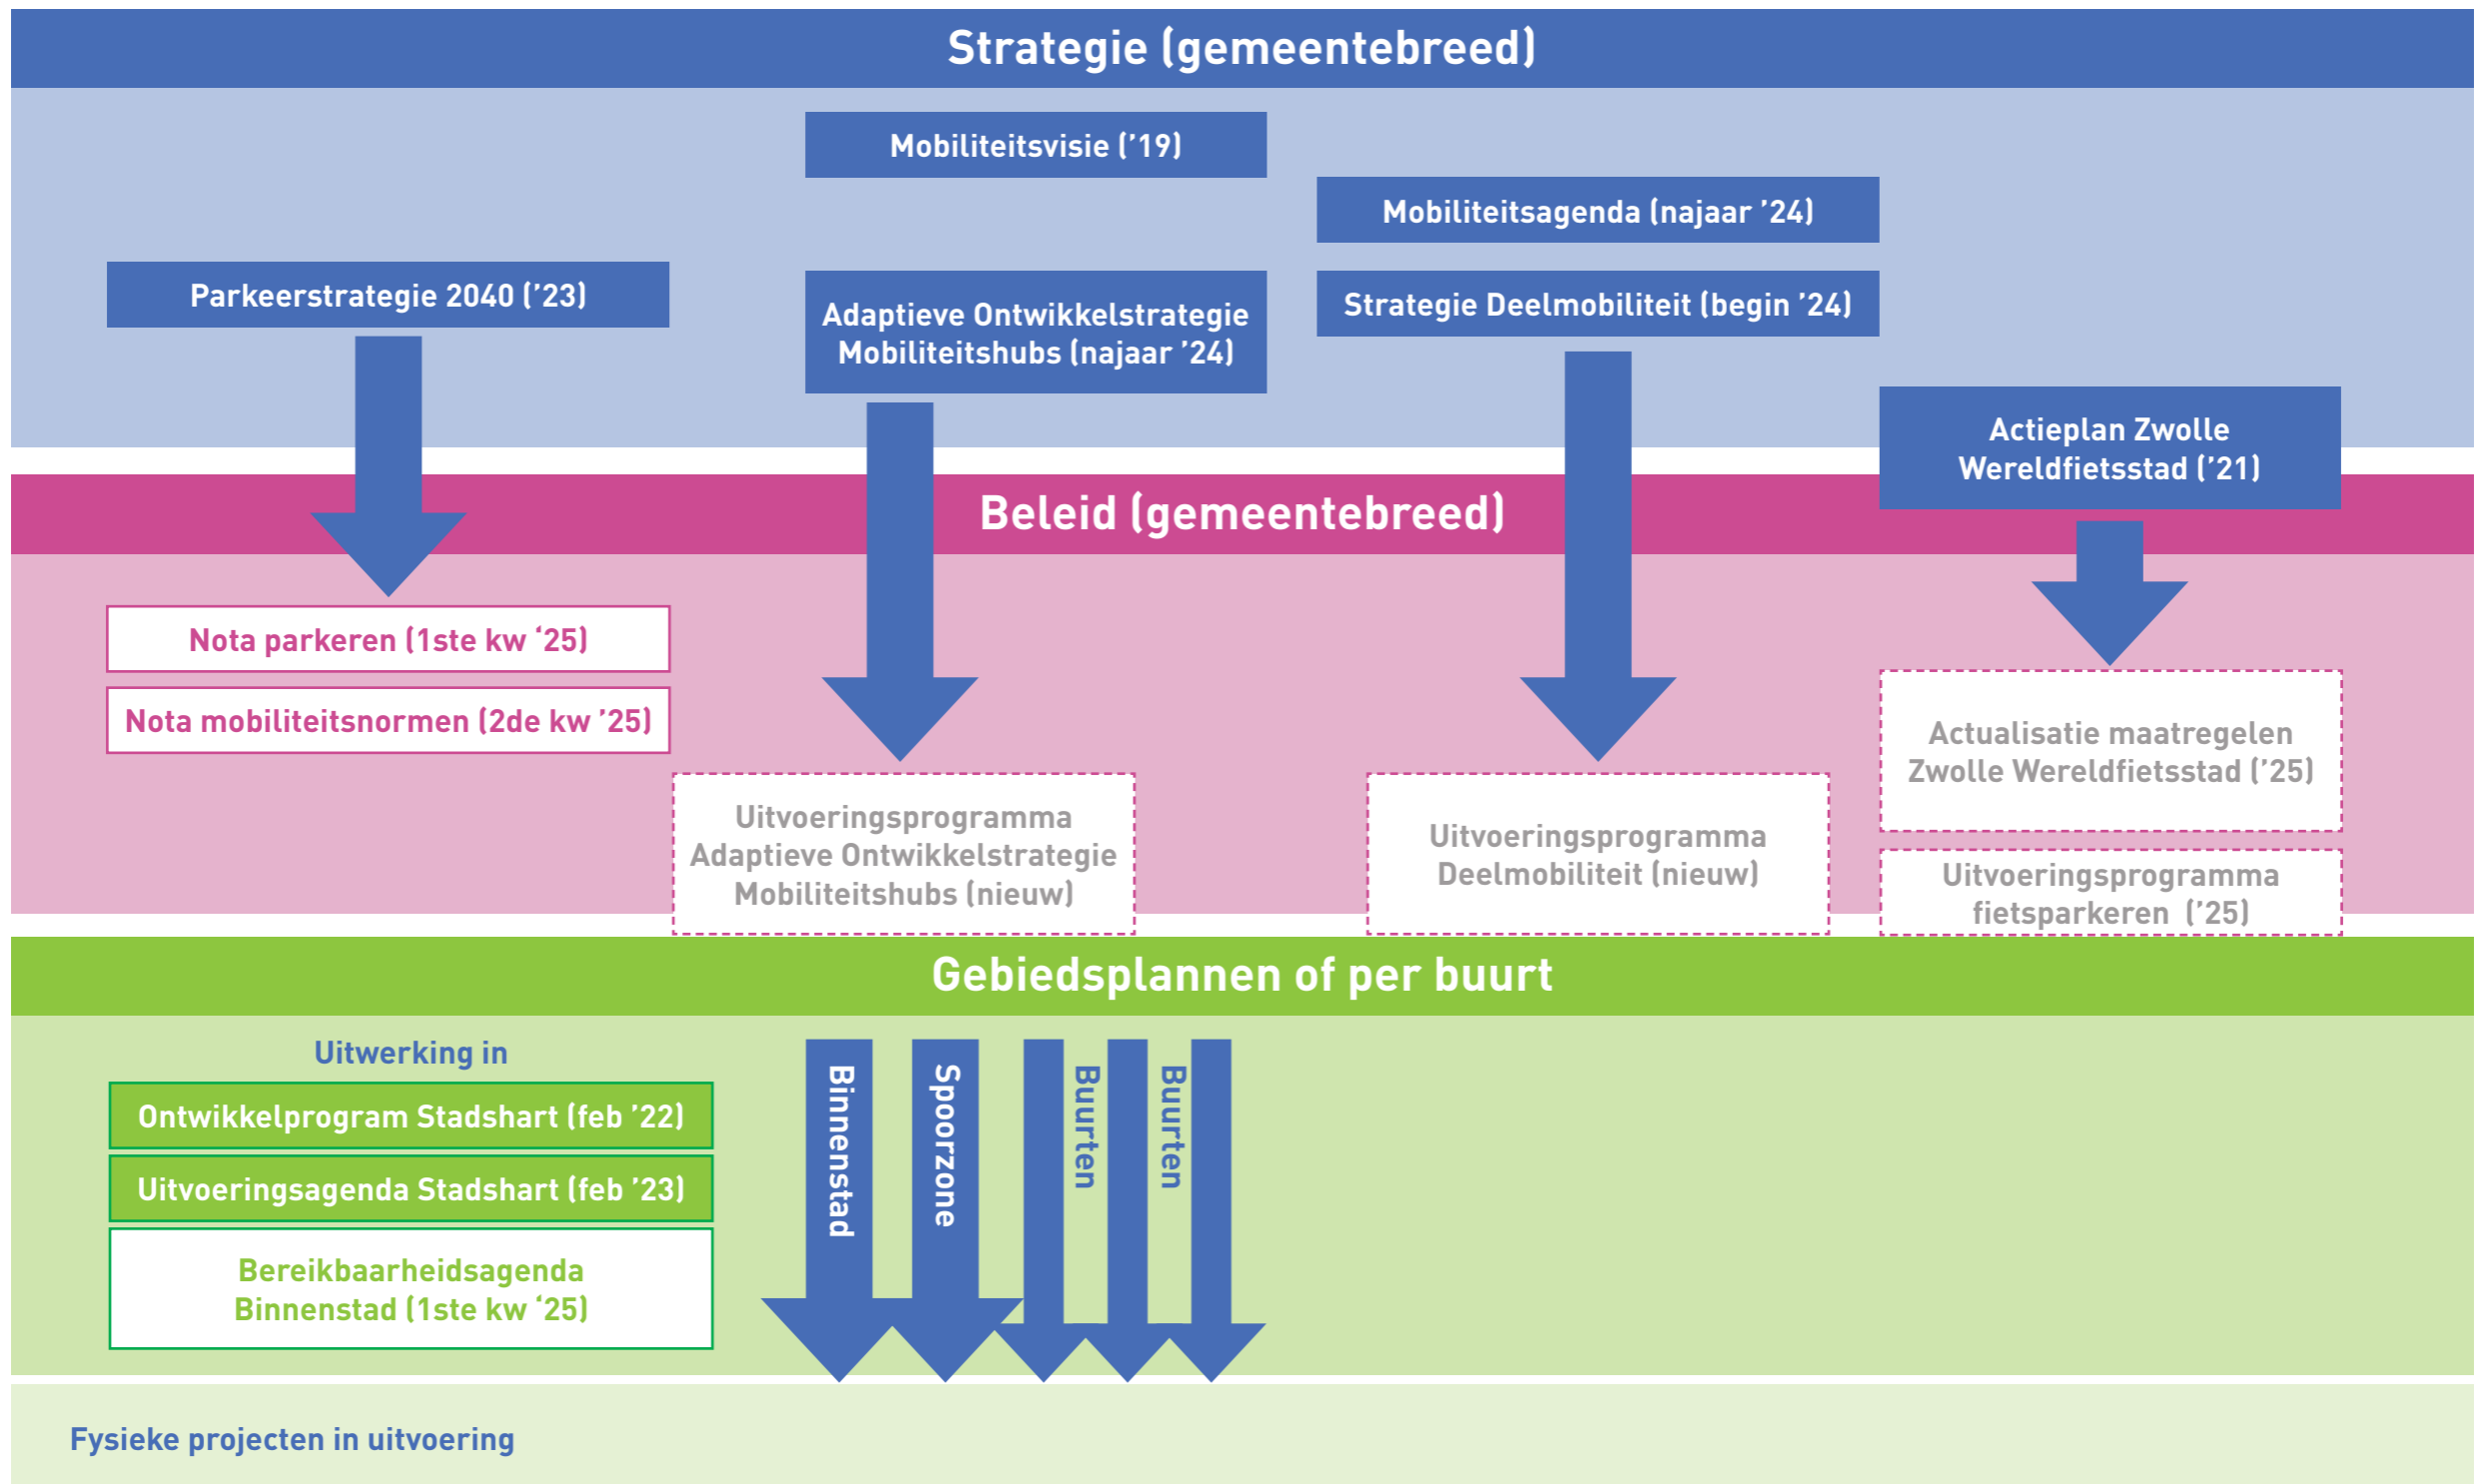 Strategie (gemeentebreed)
Mobiliteitsvisie (’19)
Mobiliteitsagenda (najaar ’24)
Parkeerstrategie 2040 (’23)
Adaptieve Ontwikkelstrategie
Mobiliteitshubs (najaar ’24)
Strategie Deelmobiliteit (begin ’24)
Actieplan Zwolle
Wereldfietsstad (’21)
Beleid (gemeentebreed)
Nota parkeren (1ste kw ‘25)
Nota mobiliteitsnormen (2de kw ’25)
Uitvoeringsprogramma
Adaptieve Ontwikkelstrategie
Mobiliteitshubs (nieuw)
Uitvoeringsprogramma
Deelmobiliteit (nieuw)
Actualisatie maatregelen
Zwolle Wereldfietsstad (’25)
Uitvoeringsprogramma
fietsparkeren (’25)
Gebiedsplannen of per buurt
Uitwerking in
Ontwikkelprogram Stadshart (feb ’22)
Uitvoeringsagenda Stadshart (feb ’23)
Bereikbaarheidsagenda
Binnenstad (1ste kw ‘25)
Binnenstad
Spoorzone
Buurten
Buurten
Fysieke projecten in uitvoering